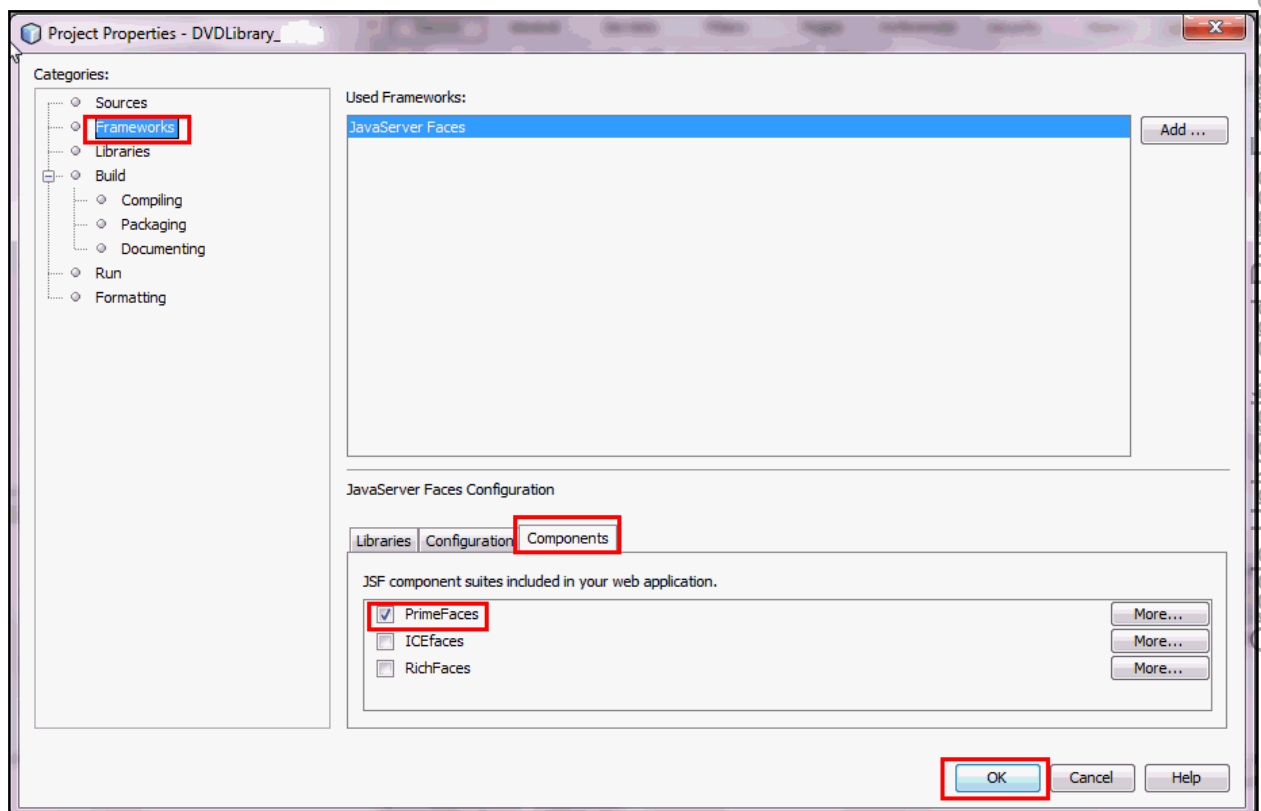 Project Properties - DVDLibrary_
Categories:
Sources
Frameworks
Libraries
Build
Compiling
Packaging
Documenting
Run
Formatting
Used Frameworks:
JavaServer Faces
Add ...
JavaServer Faces Configuration
Libraries Configuration Components
JSF component suites included in your web application.
PrimeFaces More...
ICEfaces More...
RichFaces More...
OK Cancel Help